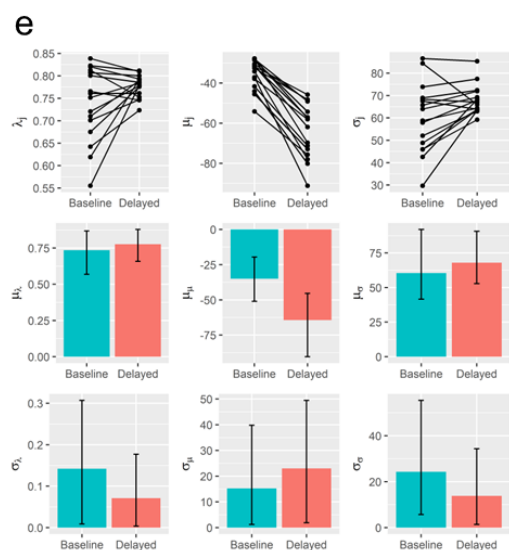 e
λj
0.85
0.80
0.75
0.70
0.65
0.60
0.55
Baseline Delayed
μj
-40
-60
-80
Baseline Delayed
σj
80
70
60
50
40
30
Baseline Delayed
μλ
0.75
0.50
0.25
0.00
Baseline Delayed
μμ
0
-25
-50
-75
Baseline Delayed
μσ
75
50
25
0
Baseline Delayed
σλ
0.3
0.2
0.1
0.0
Baseline Delayed
σμ
50
40
30
20
10
0
Baseline Delayed
σσ
40
20
0
Baseline Delayed